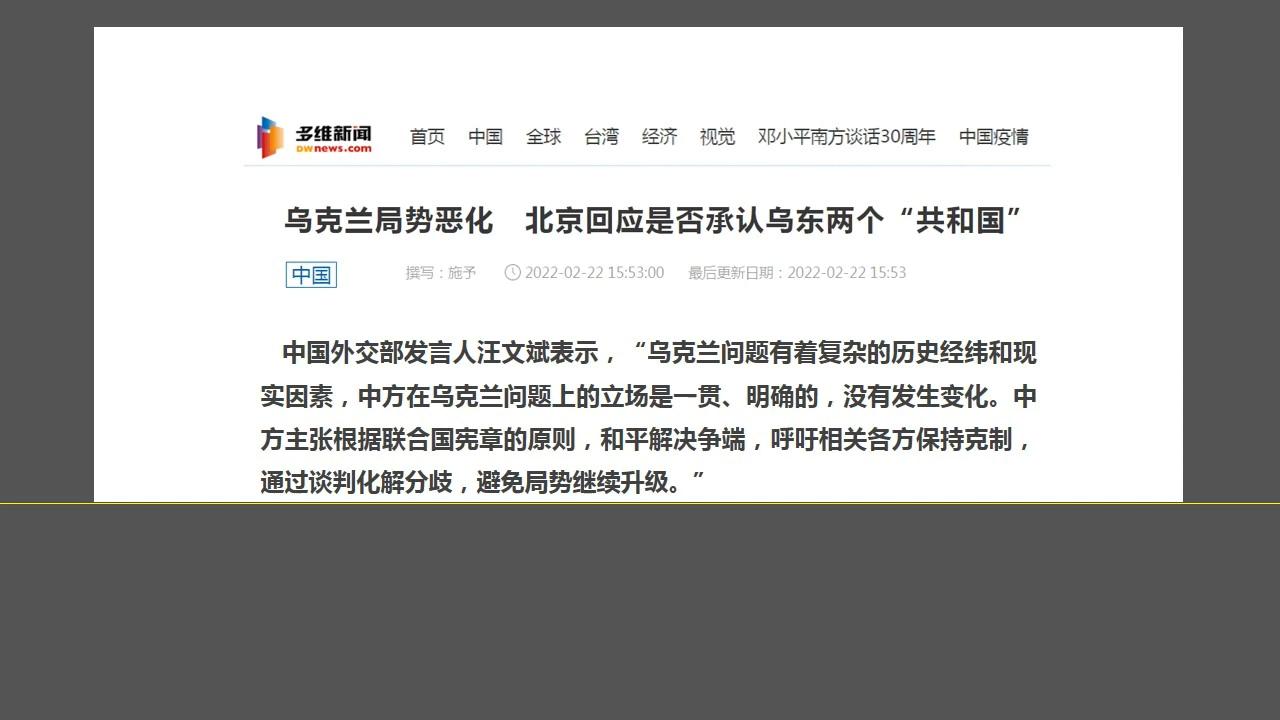 多维新闻
DWnews.com
首页 中国 全球 台湾 经济 视觉 邓小平南方谈话30周年 中国疫情
乌克兰局势恶化 北京回应是否承认乌东两个“共和国”
中国 撰写：施予 2022-02-22 15:53:00 最后更新日期：2022-02-22 15:53
中国外交部发言人汪文斌表示，“乌克兰问题有着复杂的历史经纬和现
实因素，中方在乌克兰问题上的立场是一贯、明确的，没有发生变化。中
方主张根据联合国宪章的原则，和平解决争端，呼吁相关各方保持克制，
通过谈判化解分歧，避免局势继续升级。”